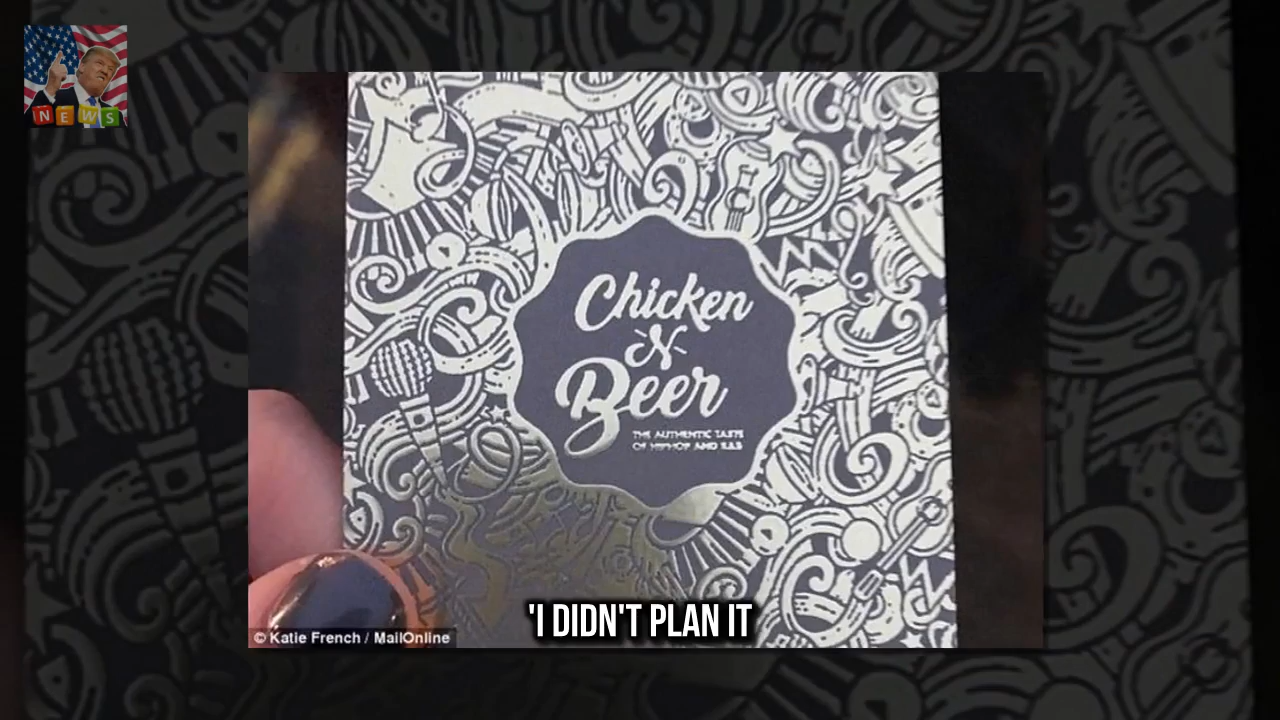 NEWS
Chicken
N
Beer
THE AUTHENTIC TASTE
OF HIPHOP AND R&B
'I DIDN'T PLAN IT
© Katie French / MailOnline